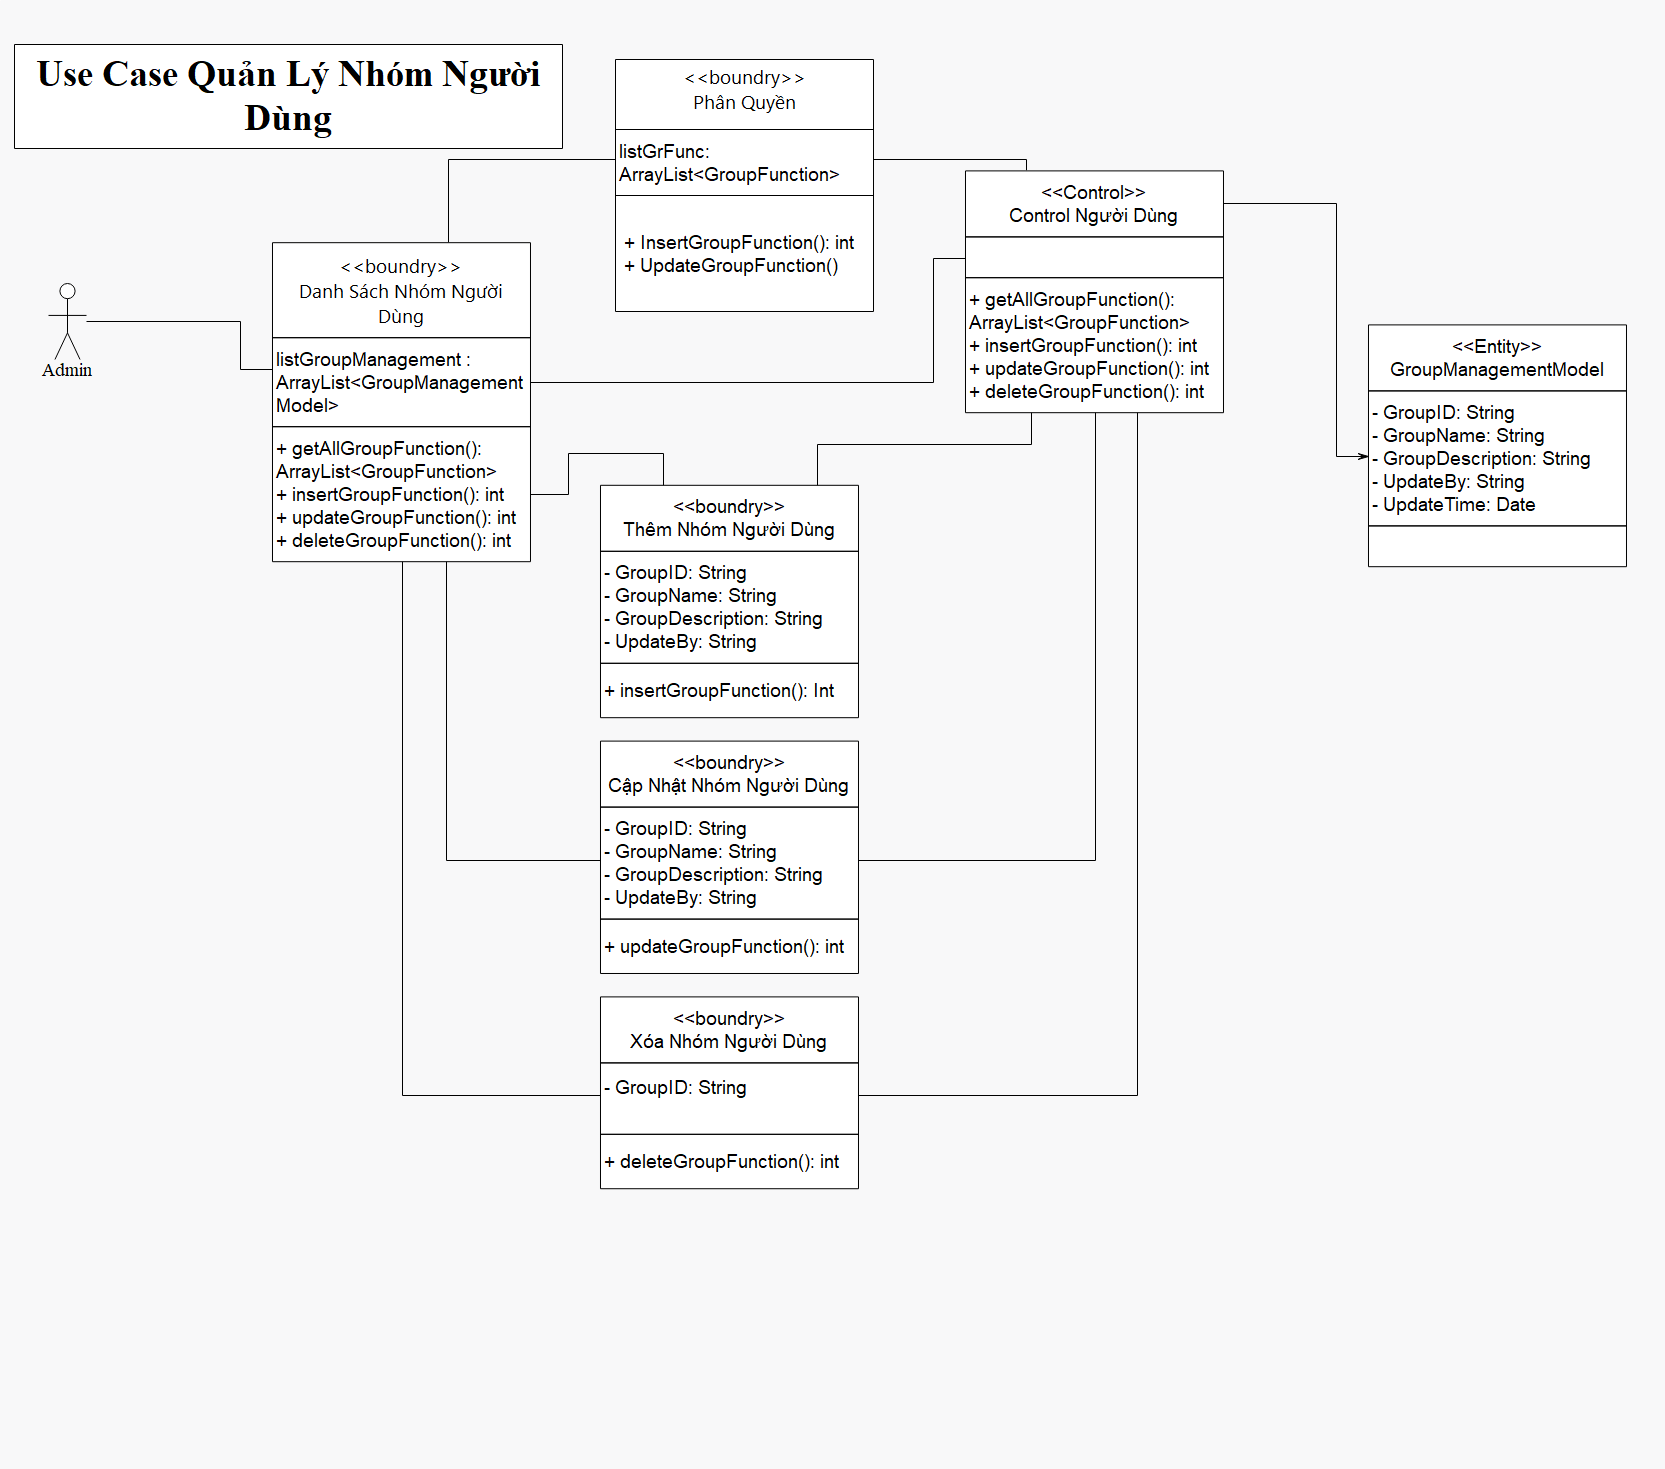 Use Case Quản Lý Nhóm Người
Dùng
<<boundry>>
Phân Quyền
listGrFunc:
ArrayList<GroupFunction>
+ InsertGroupFunction(): int
+ UpdateGroupFunction()
<<Control>>
Control Người Dùng
+ getAllGroupFunction():
ArrayList<GroupFunction>
+ insertGroupFunction(): int
+ updateGroupFunction(): int
+ deleteGroupFunction(): int
<<boundry>>
Danh Sách Nhóm Người
Dùng
listGroupManagement :
ArrayList<GroupManagement
Model>
+ getAllGroupFunction():
ArrayList<GroupFunction>
+ insertGroupFunction(): int
+ updateGroupFunction(): int
+ deleteGroupFunction(): int
Admin
<<Entity>>
GroupManagementModel
- GroupID: String
- GroupName: String
- GroupDescription: String
- UpdateBy: String
- UpdateTime: Date
<<boundry>>
Thêm Nhóm Người Dùng
- GroupID: String
- GroupName: String
- GroupDescription: String
- UpdateBy: String
+ insertGroupFunction(): Int
<<boundry>>
Cập Nhật Nhóm Người Dùng
- GroupID: String
- GroupName: String
- GroupDescription: String
- UpdateBy: String
+ updateGroupFunction(): int
<<boundry>>
Xóa Nhóm Người Dùng
- GroupID: String
+ deleteGroupFunction(): int